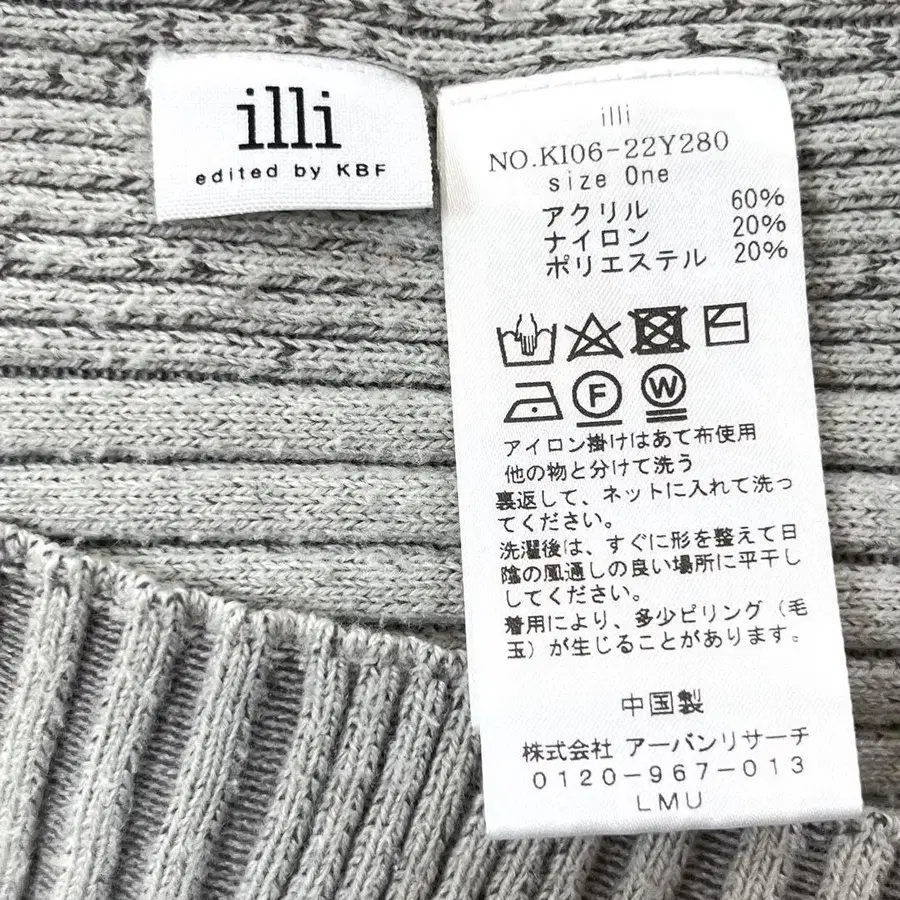 illi
edited by KBF
illi
NO.KI06-22Y280
size One
アクリル 60%
ナイロン 20%
ポリエステル 20%
F W
アイロン掛けはあて布使用
他の物と分けて洗う
裏返して、ネットに入れて洗っ
てください。
洗濯後は、すぐに形を整えて日
陰の風通しの良い場所に平干し
してください。
着用により、多少ピリング（毛
玉）が生じることがあります。
中国製
株式会社 アーバンリサーチ
0120-967-013
LMU